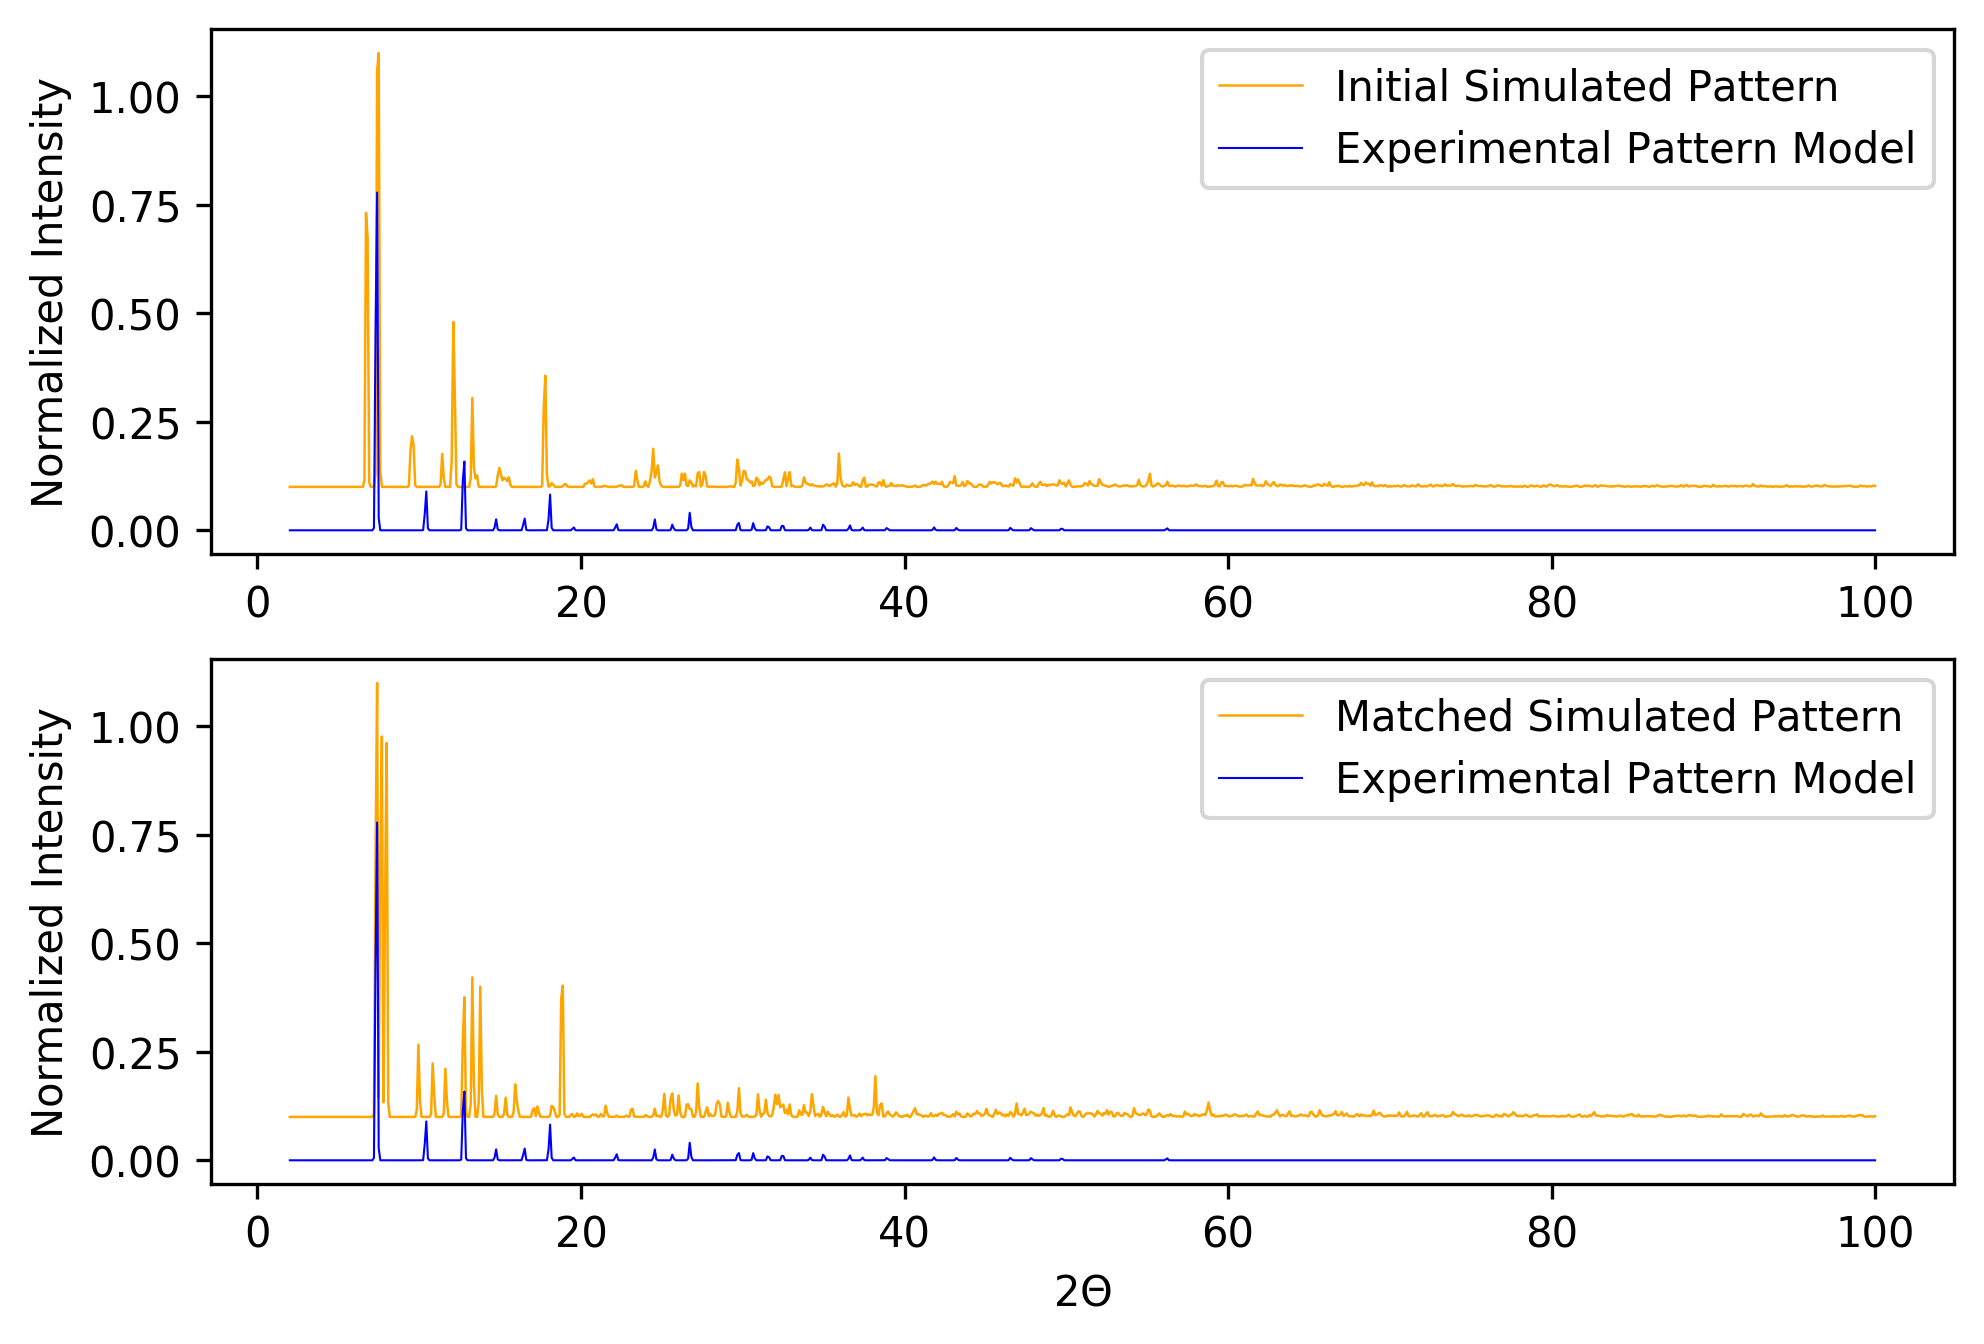 Normalized Intensity
1.00
0.75
0.50
0.25
0.00
Initial Simulated Pattern
Experimental Pattern Model
0 20 40 60 80 100
Normalized Intensity
1.00
0.75
0.50
0.25
0.00
Matched Simulated Pattern
Experimental Pattern Model
0 20 40 60 80 100
2Θ